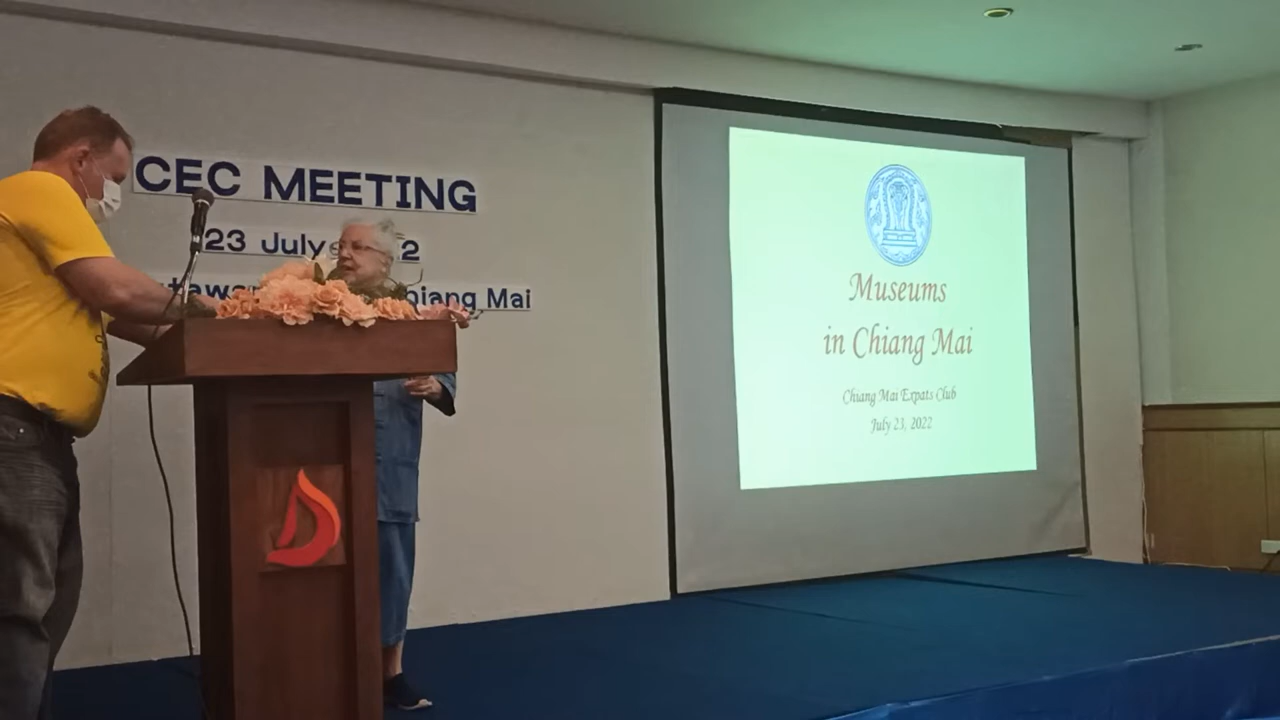 CEC MEETING
23 July
Chiang Mai
Museums
in Chiang Mai
Chiang Mai Expats Club
July 23, 2022